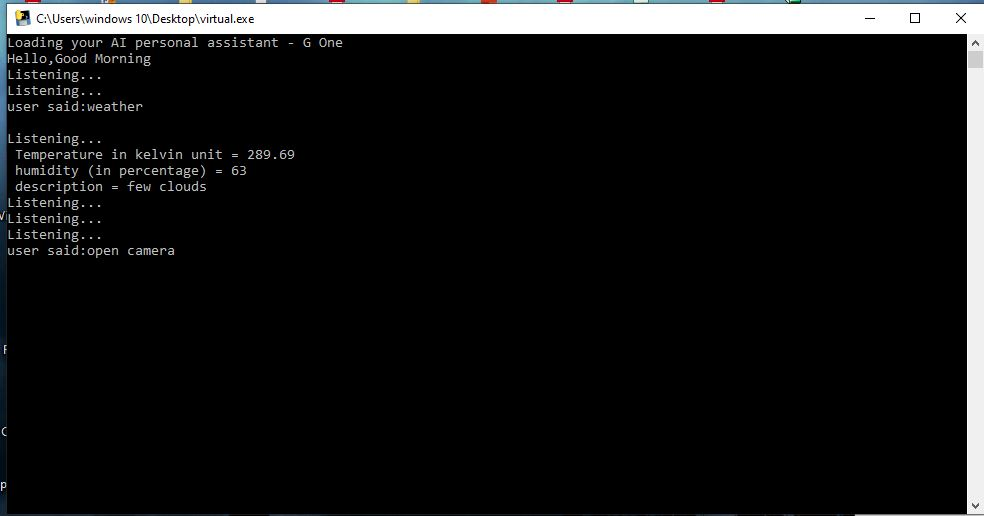 C:\Users\windows 10\Desktop\virtual.exe
Loading your AI personal assistant - G One
Hello,Good Morning
Listening...
Listening...
user said:weather
Listening...
Temperature in kelvin unit = 289.69
humidity (in percentage) = 63
description = few clouds
Listening...
Listening...
Listening...
user said:open camera